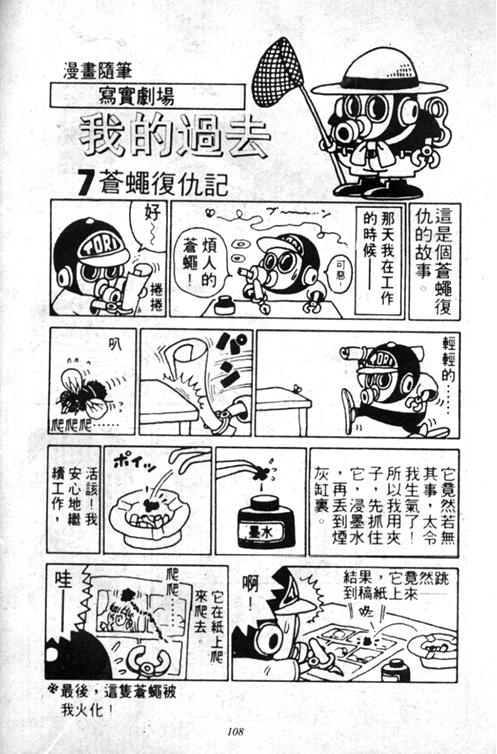 漫畫隨筆
寫實劇場
我的過去
7 蒼蠅復仇記
這是個蒼蠅復
仇的故事。
那天我在工作
的時候——
ブーーン
可惡！
煩人的
蒼蠅！
TORI
好~
捲捲
輕輕的……
TORI
パン
叭
爬爬爬……
它竟然若無
其事，太令
我生氣了！
所以我用夾
子，先抓住
它，浸墨水
，再丟到煙
灰缸裏。
墨水
ポイッ
活該！我
安心地繼
續工作，
結果，它竟然跳
到稿紙上來——
啊！
它在紙上爬
來爬去。
爬爬
爬……
哇——
※最後，這隻蒼蠅被
我火化！
108